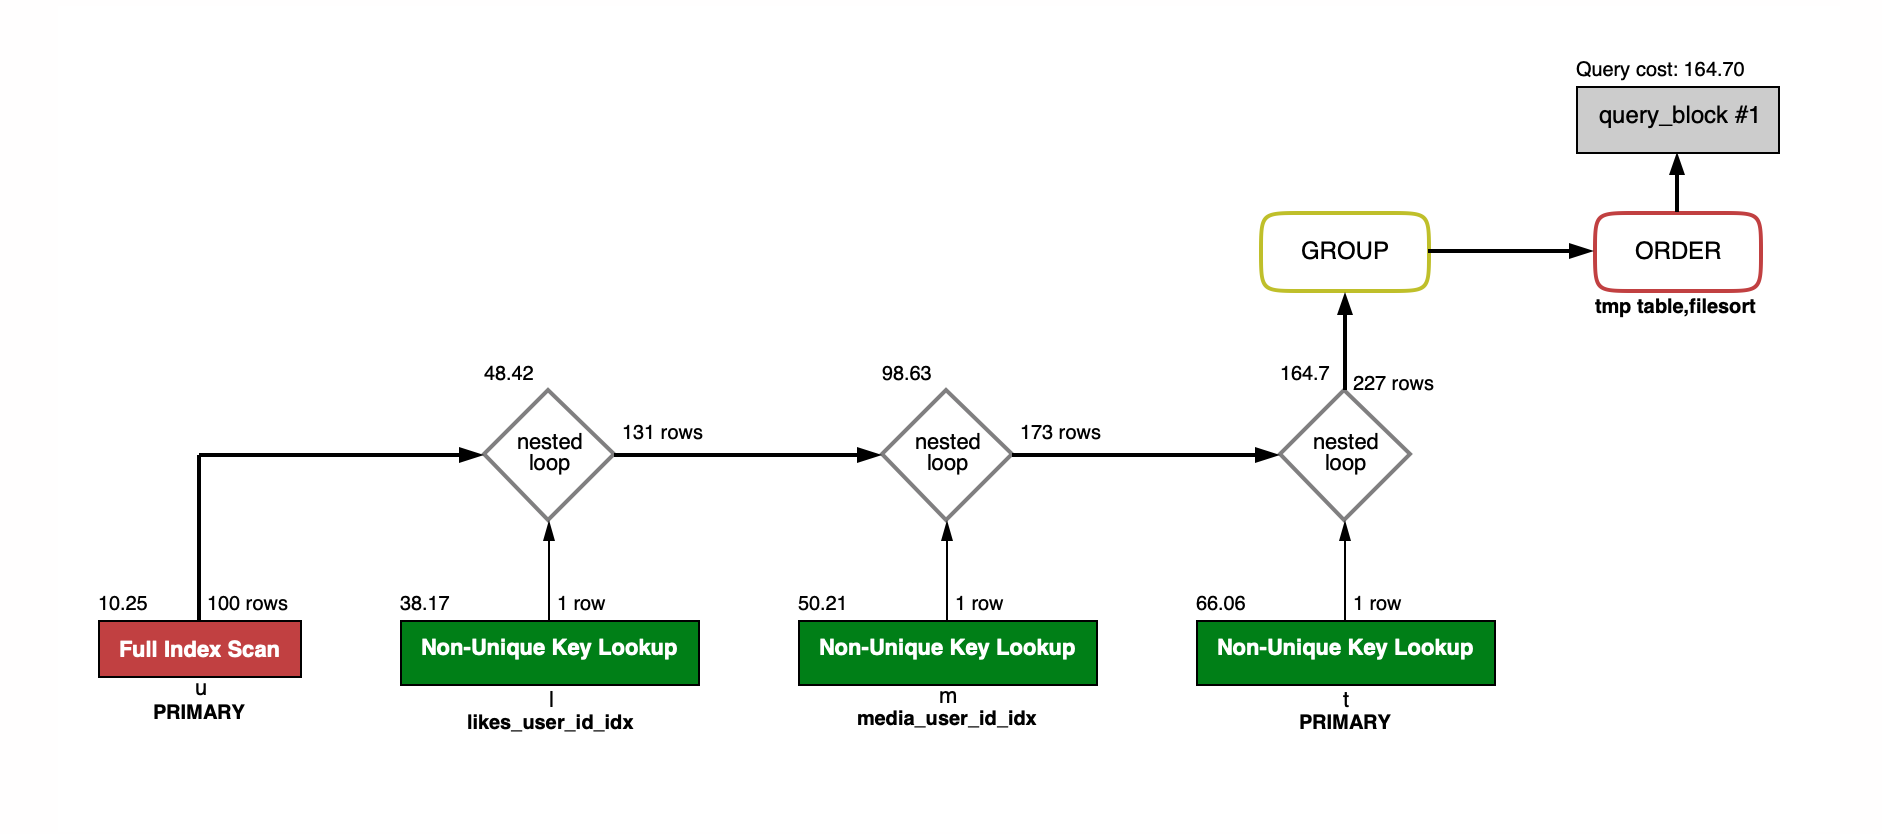 Query cost: 164.70
query_block #1
GROUP
ORDER
tmp table,filesort
48.42
98.63
164.7
227 rows
nested
loop
131 rows
nested
loop
173 rows
nested
loop
10.25
100 rows
38.17
1 row
50.21
1 row
66.06
1 row
Full Index Scan
Non-Unique Key Lookup
Non-Unique Key Lookup
Non-Unique Key Lookup
u
PRIMARY
l
likes_user_id_idx
m
media_user_id_idx
t
PRIMARY